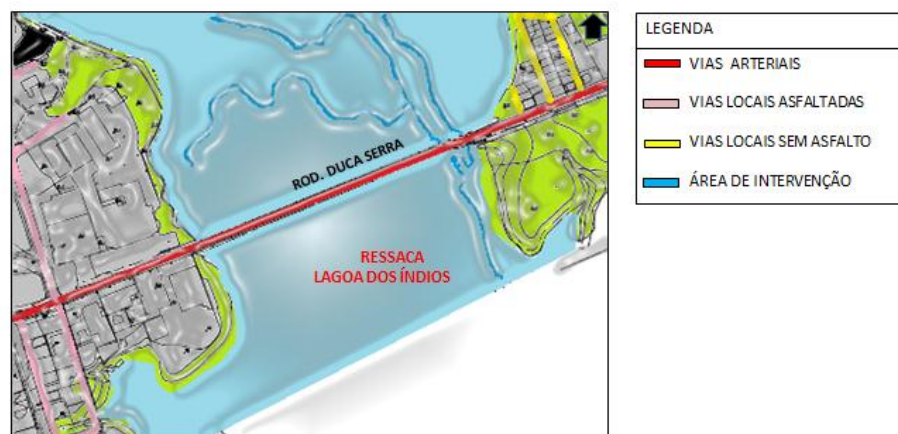 ROD. DUCA SERRA
RESSACA
LAGOA DOS ÍNDIOS
LEGENDA
VIAS ARTERIAIS
VIAS LOCAIS ASFALTADAS
VIAS LOCAIS SEM ASFALTO
ÁREA DE INTERVENÇÃO